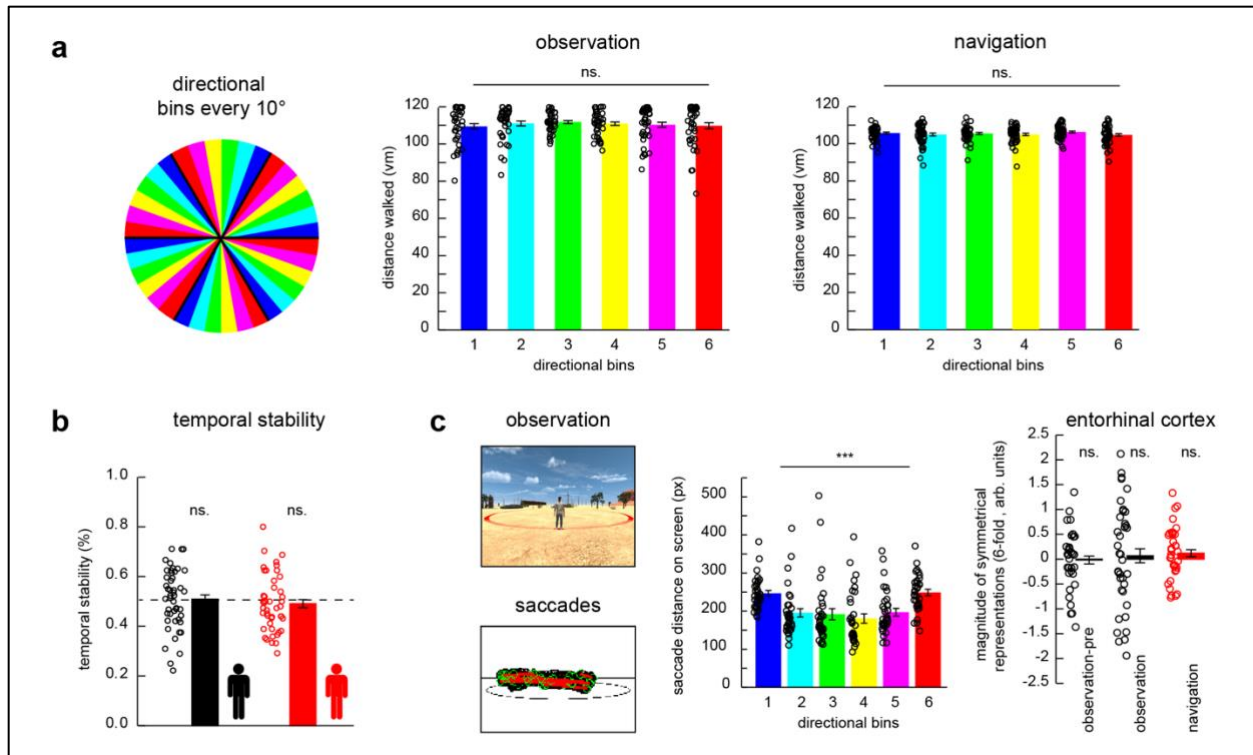 a
directional
bins every 10°
observation
ns.
distance walked (vm)
120
100
80
60
40
20
0
1 2 3 4 5 6
directional bins
navigation
ns.
distance walked (vm)
120
100
80
60
40
20
0
1 2 3 4 5 6
directional bins
b
temporal stability
ns. ns.
temporal stability (%)
1.0
0.8
0.6
0.4
0.2
0.0
c
observation
saccades
***
saccade distance on screen (px)
500
400
300
200
100
0
1 2 3 4 5 6
directional bins
entorhinal cortex
ns. ns. ns.
magnitude of symmetrical
representations (6-fold , arb. units)
2.5
2
1.5
1
0.5
0
-0.5
-1
-1.5
-2
-2.5
observation-pre
observation
navigation